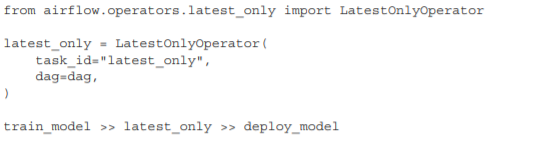 from airflow.operators.latest_only import LatestOnlyOperator
latest_only = LatestOnlyOperator(
    task_id="latest_only",
    dag=dag,
)
train_model >> latest_only >> deploy_model